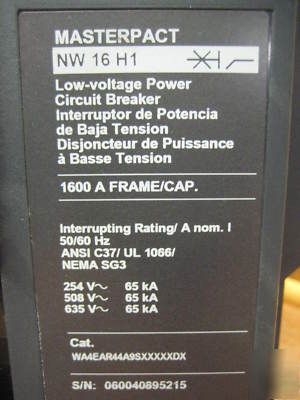 MASTERPACT
NW 16 H1
Low-voltage Power
Circuit Breaker
Interruptor de Potencia
de Baja Tension
Disjoncteur de Puissance
à Basse Tension
1600 A FRAME/CAP.
Interrupting Rating/ A nom. I
50/60 Hz
ANSI C37/ UL 1066/
NEMA SG3
254 V~ 65 kA
508 V~ 65 kA
635 V~ 65 kA
Cat.
WA4EAR44A9SXXXXXDX
S/N: 060040895215